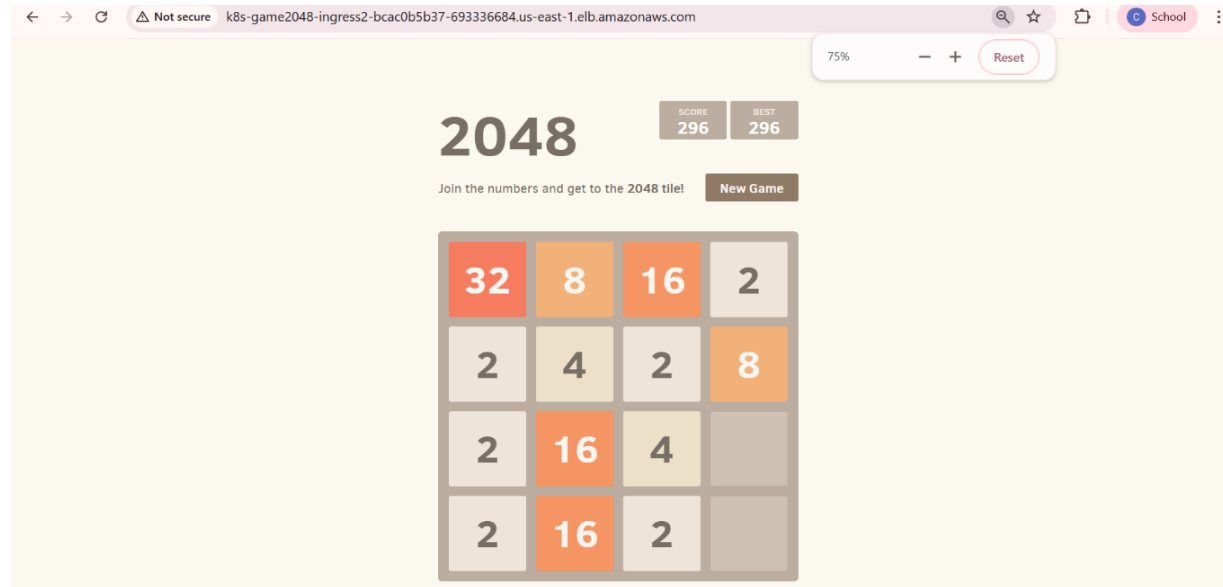 Not secure k8s-game2048-ingress2-bcac0b5b37-693336684.us-east-1.elb.amazonaws.com C School
75% Reset
2048
SCORE BEST
296 296
Join the numbers and get to the 2048 tile! New Game
32 8 16 2
2 4 2 8
2 16 4
2 16 2